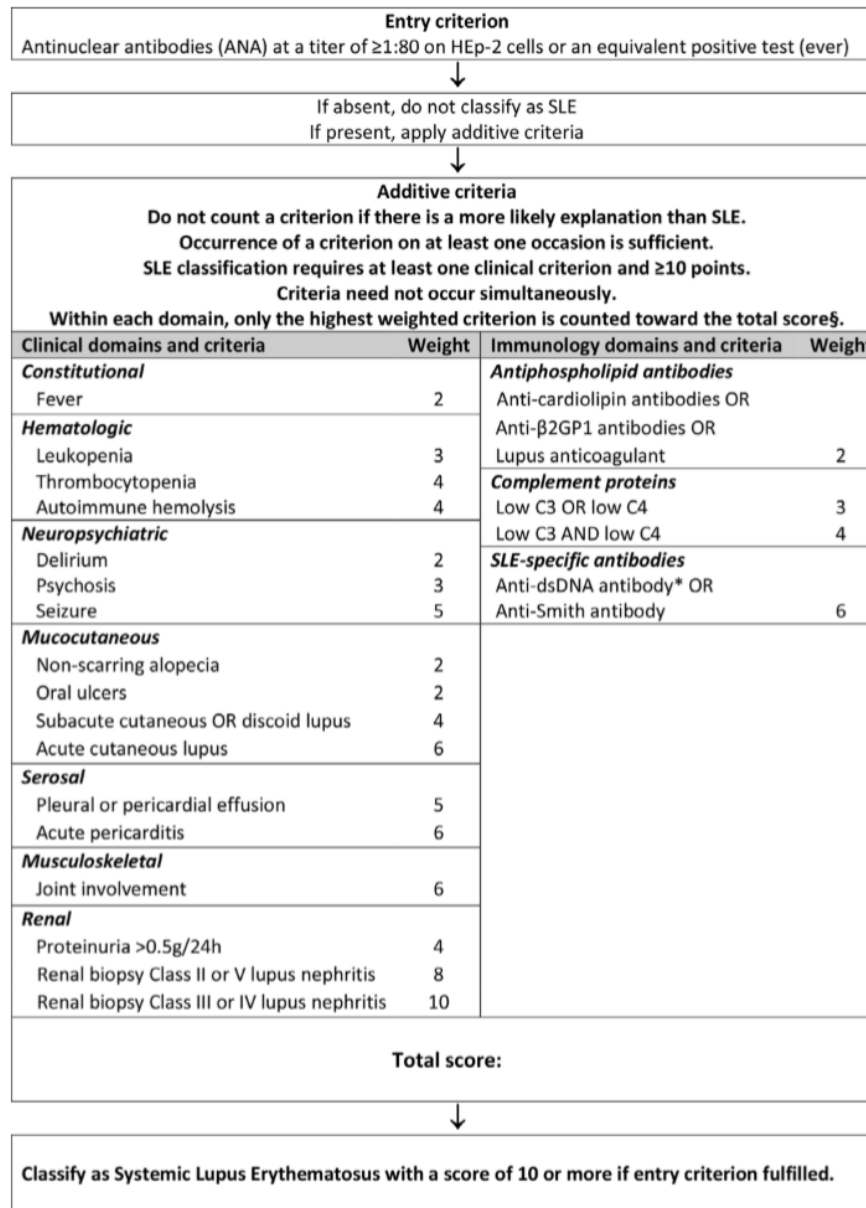 Entry criterion
Antinuclear antibodies (ANA) at a titer of ≥1:80 on HEp-2 cells or an equivalent positive test (ever)
If absent, do not classify as SLE
If present, apply additive criteria
Additive criteria
Do not count a criterion if there is a more likely explanation than SLE.
Occurrence of a criterion on at least one occasion is sufficient.
SLE classification requires at least one clinical criterion and ≥10 points.
Criteria need not occur simultaneously.
Within each domain, only the highest weighted criterion is counted toward the total score§.
Clinical domains and criteria Weight
Constitutional
Fever 2
Hematologic
Leukopenia 3
Thrombocytopenia 4
Autoimmune hemolysis 4
Neuropsychiatric
Delirium 2
Psychosis 3
Seizure 5
Mucocutaneous
Non-scarring alopecia 2
Oral ulcers 2
Subacute cutaneous OR discoid lupus 4
Acute cutaneous lupus 6
Serosal
Pleural or pericardial effusion 5
Acute pericarditis 6
Musculoskeletal
Joint involvement 6
Renal
Proteinuria >0.5g/24h 4
Renal biopsy Class II or V lupus nephritis 8
Renal biopsy Class III or IV lupus nephritis 10
Immunology domains and criteria Weight
Antiphospholipid antibodies
Anti-cardiolipin antibodies OR
Anti-β2GP1 antibodies OR
Lupus anticoagulant 2
Complement proteins
Low C3 OR low C4 3
Low C3 AND low C4 4
SLE-specific antibodies
Anti-dsDNA antibody* OR
Anti-Smith antibody 6
Total score:
Classify as Systemic Lupus Erythematosus with a score of 10 or more if entry criterion fulfilled.